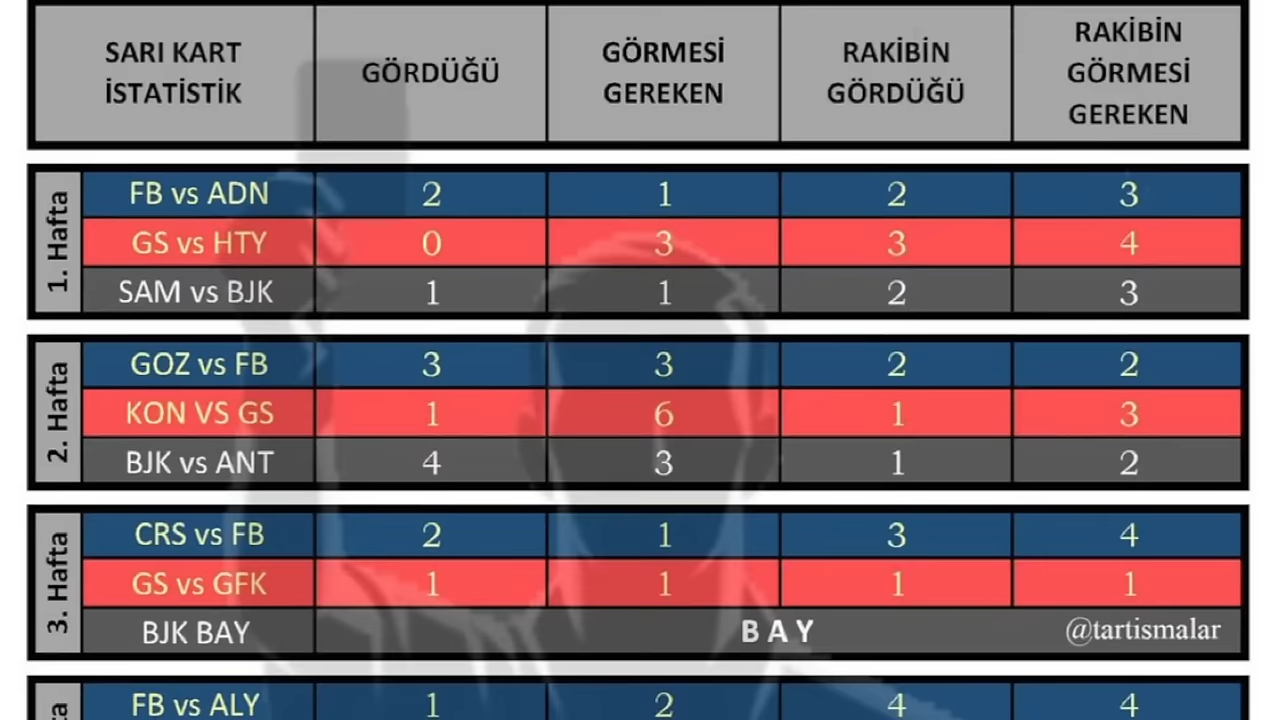 SARI KART
İSTATİSTİK
GÖRDÜĞÜ
GÖRMESİ
GEREKEN
RAKİBİN
GÖRDÜĞÜ
RAKİBİN
GÖRMESİ
GEREKEN
1. Hafta
FB vs ADN 2 1 2 3
GS vs HTY 0 3 3 4
SAM vs BJK 1 1 2 3
2. Hafta
GOZ vs FB 3 3 2 2
KON VS GS 1 6 1 3
BJK vs ANT 4 3 1 2
3. Hafta
CRS vs FB 2 1 3 4
GS vs GFK 1 1 1 1
BJK BAY B A Y @tartismalar
FB vs ALY 1 2 4 4